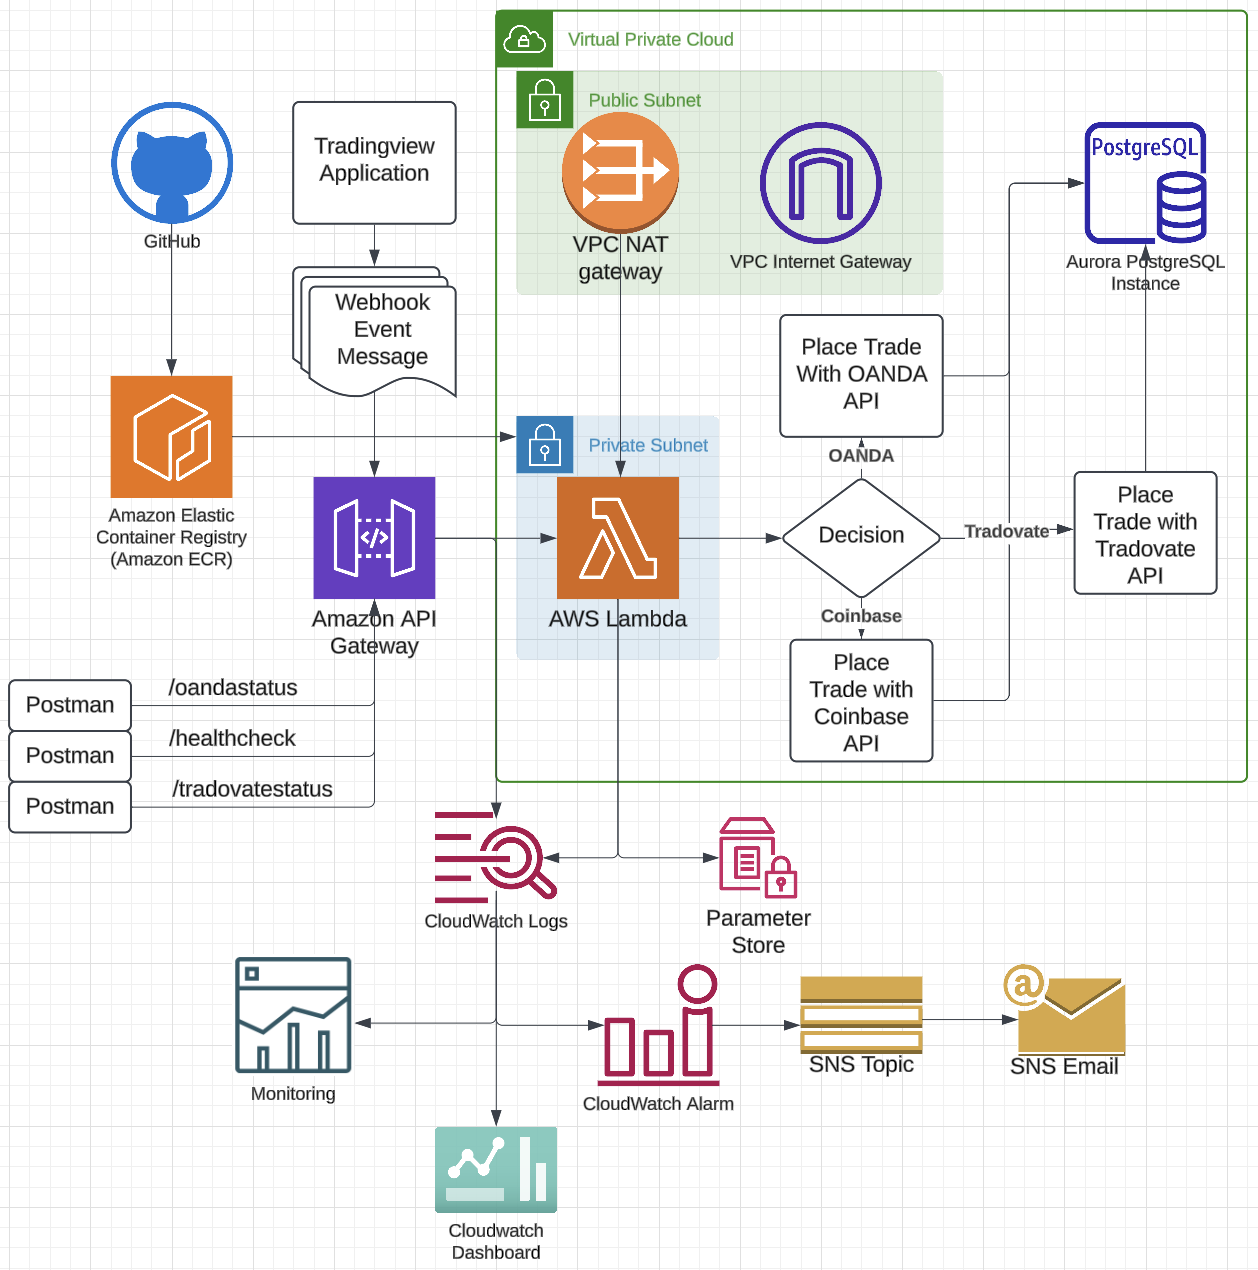 Virtual Private Cloud
Public Subnet
GitHub
Tradingview
Application
VPC NAT
gateway
VPC Internet Gateway
PostgreSQL
Aurora PostgreSQL
Instance
Webhook
Event
Message
Place Trade
With OANDA
API
Private Subnet
OANDA
Amazon Elastic
Container Registry
(Amazon ECR)
</>
Amazon API
Gateway
AWS Lambda
Decision
Tradovate
Place
Trade with
Tradovate
API
Coinbase
Place
Trade with
Coinbase
API
Postman
/oandastatus
Postman
/healthcheck
Postman
/tradovatestatus
CloudWatch Logs
Parameter
Store
Monitoring
CloudWatch Alarm
SNS Topic
@
SNS Email
Cloudwatch
Dashboard